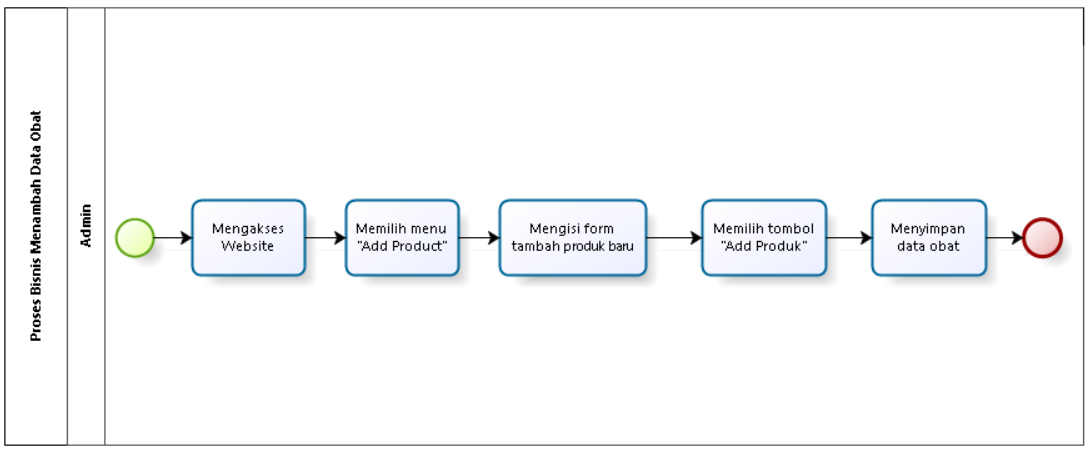 Proses Bisnis Menambah Data Obat
Admin
Mengakses
Website
Memilih menu
"Add Product"
Mengisi form
tambah produk baru
Memilih tombol
"Add Produk"
Menyimpan
data obat